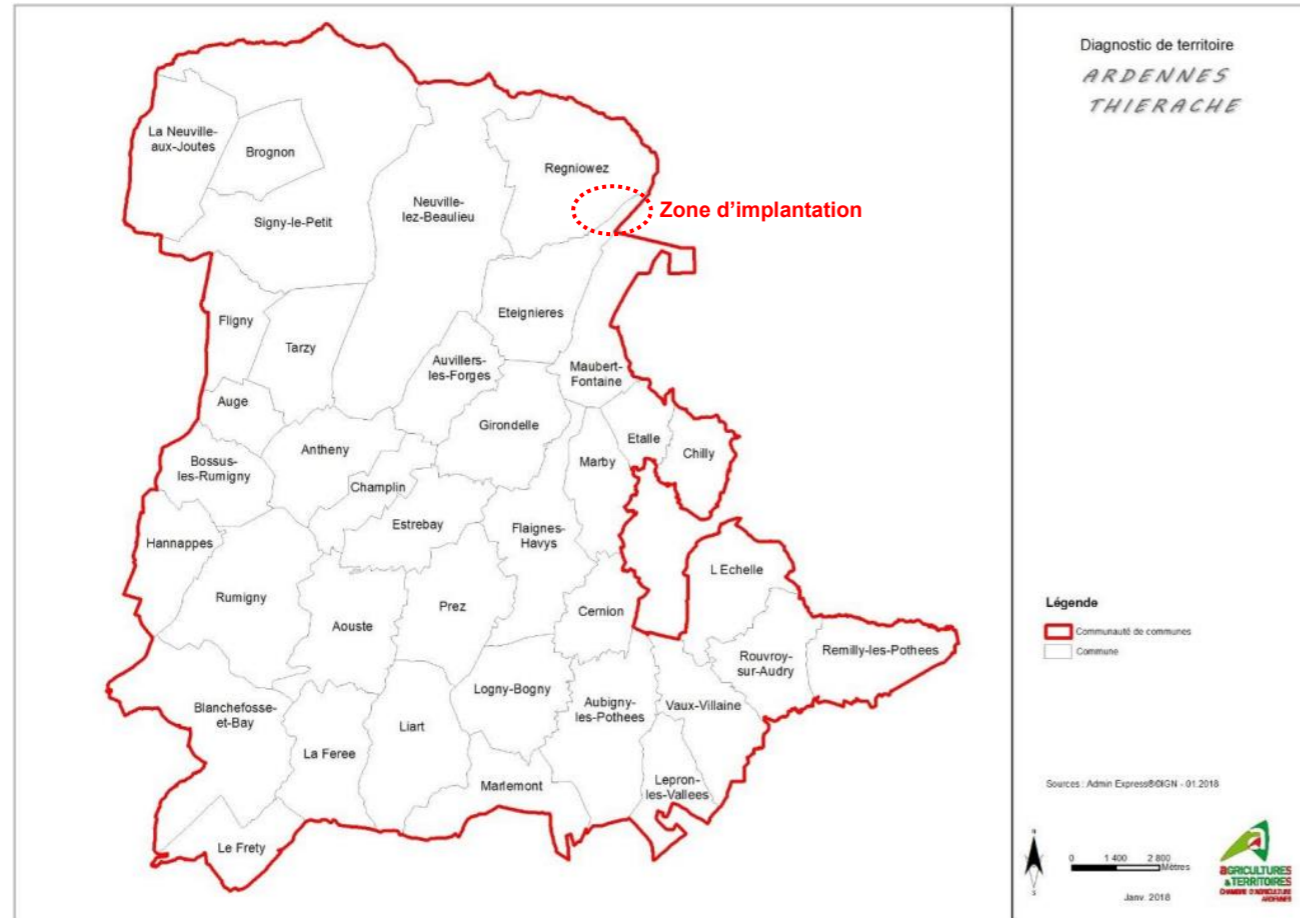 Diagnostic de territoire
ARDENNES
THIERACHE
La Neuville-
aux-Joutes
Brognon
Regniowez
Neuville-
lez-Beaulieu
Zone d'implantation
Signy-le-Petit
Eteignieres
Fligny
Tarzy
Auvillers-
les-Forges
Maubert-
Fontaine
Auge
Girondelle
Etalle
Chilly
Antheny
Bossus-
les-Rumigny
Marby
Champlin
Estrebay
Flaignes-
Havys
Hannappes
L Echelle
Rumigny
Prez
Cernion
Aouste
Rouvroy-
sur-Audry
Remilly-les-Pothees
Logny-Bogny
Aubigny-
les-Pothees
Vaux-Villaine
Blanchefosse-
et-Bay
Liart
La Feree
Marlemont
Lepron-
les-Vallees
Le Frety
Légende
Communauté de communes
Commune
Sources : Admin Express®©IGN - 01.2018
N
S
0 1 400 2 800
Mètres
Janv. 2018
AGRICULTURES
& TERRITOIRES
CHAMBRE D'AGRICULTURE
ARDENNES